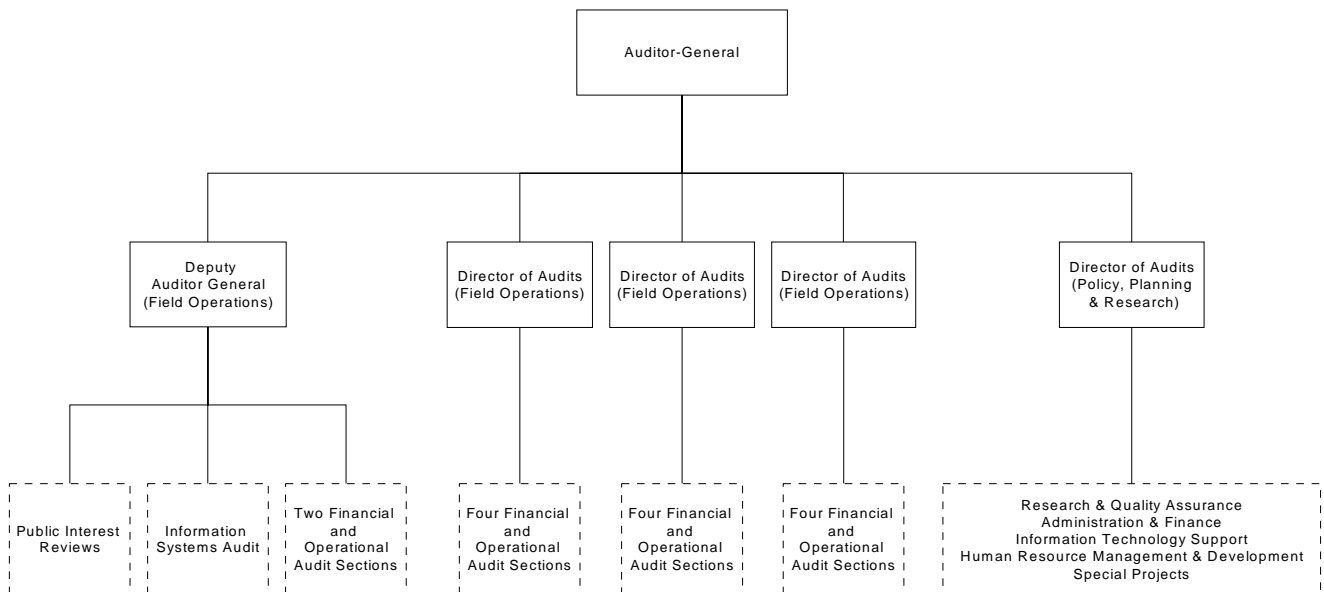 Auditor-General
Deputy
Auditor General
(Field Operations)
Director of Audits
(Field Operations)
Director of Audits
(Field Operations)
Director of Audits
(Field Operations)
Director of Audits
(Policy, Planning
& Research)
Public Interest
Reviews
Information
Systems Audit
Two Financial
and
Operational
Audit Sections
Four Financial
and
Operational
Audit Sections
Four Financial
and
Operational
Audit Sections
Four Financial
and
Operational
Audit Sections
Research & Quality Assurance
Administration & Finance
Information Technology Support
Human Resource Management & Development
Special Projects